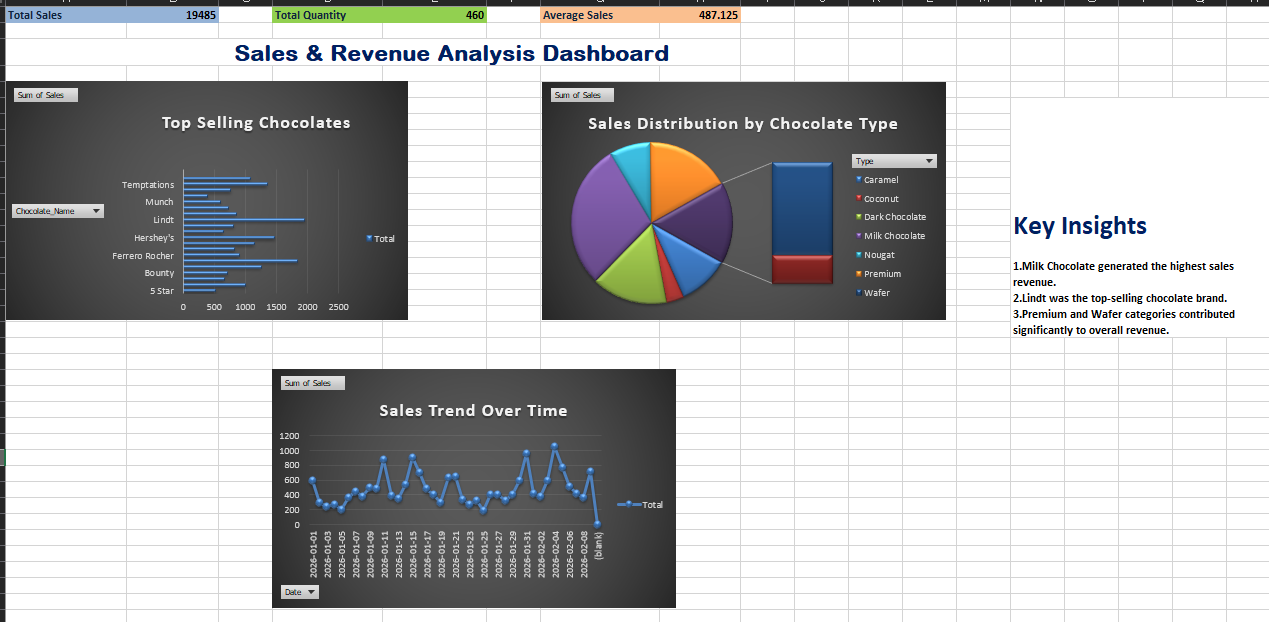 Total Sales 19485 Total Quantity 460 Average Sales 487.125
Sales & Revenue Analysis Dashboard
Sum of Sales
Top Selling Chocolates
Chocolate_Name
Temptations
Munch
Lindt
Hershey's
Ferrero Rocher
Bounty
5 Star
0 500 1000 1500 2000 2500
Total
Sum of Sales
Sales Distribution by Chocolate Type
Type
Caramel
Coconut
Dark Chocolate
Milk Chocolate
Nougat
Premium
Wafer
Key Insights
1.Milk Chocolate generated the highest sales
revenue.
2.Lindt was the top-selling chocolate brand.
3.Premium and Wafer categories contributed
significantly to overall revenue.
Sum of Sales
Sales Trend Over Time
1200
1000
800
600
400
200
0
2026-01-01
2026-01-03
2026-01-05
2026-01-07
2026-01-09
2026-01-11
2026-01-13
2026-01-15
2026-01-17
2026-01-19
2026-01-21
2026-01-23
2026-01-25
2026-01-27
2026-01-29
2026-01-31
2026-02-02
2026-02-04
2026-02-06
2026-02-08
(blank)
Total
Date